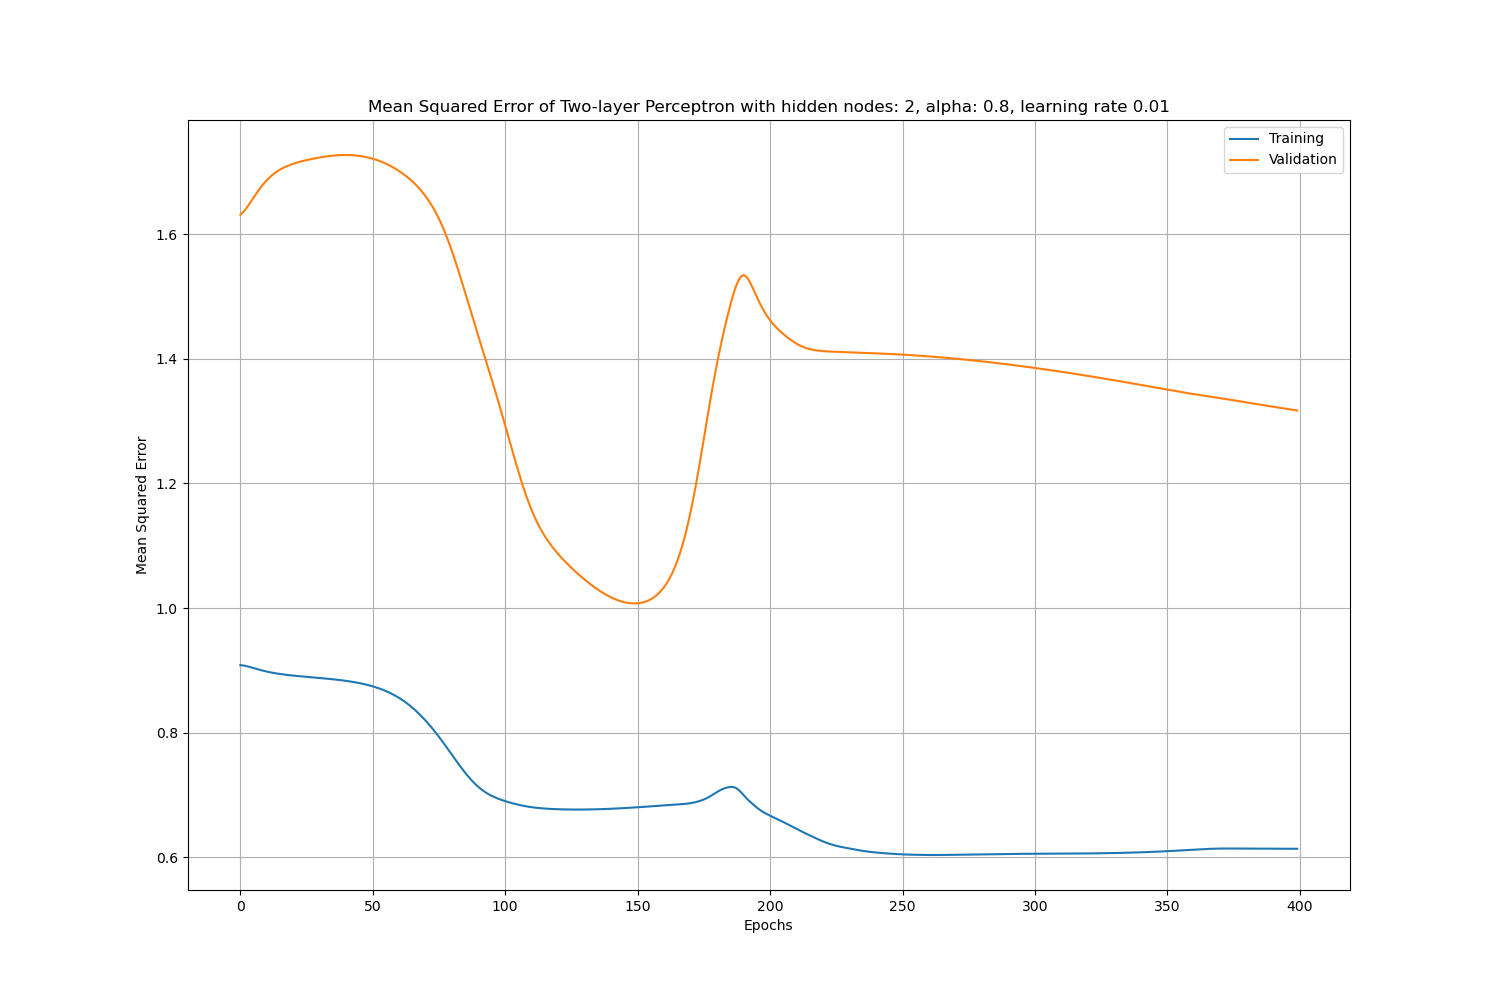 Mean Squared Error of Two-layer Perceptron with hidden nodes: 2, alpha: 0.8, learning rate 0.01
Training
Validation
Mean Squared Error
1.6
1.4
1.2
1.0
0.8
0.6
0 50 100 150 200 250 300 350 400
Epochs